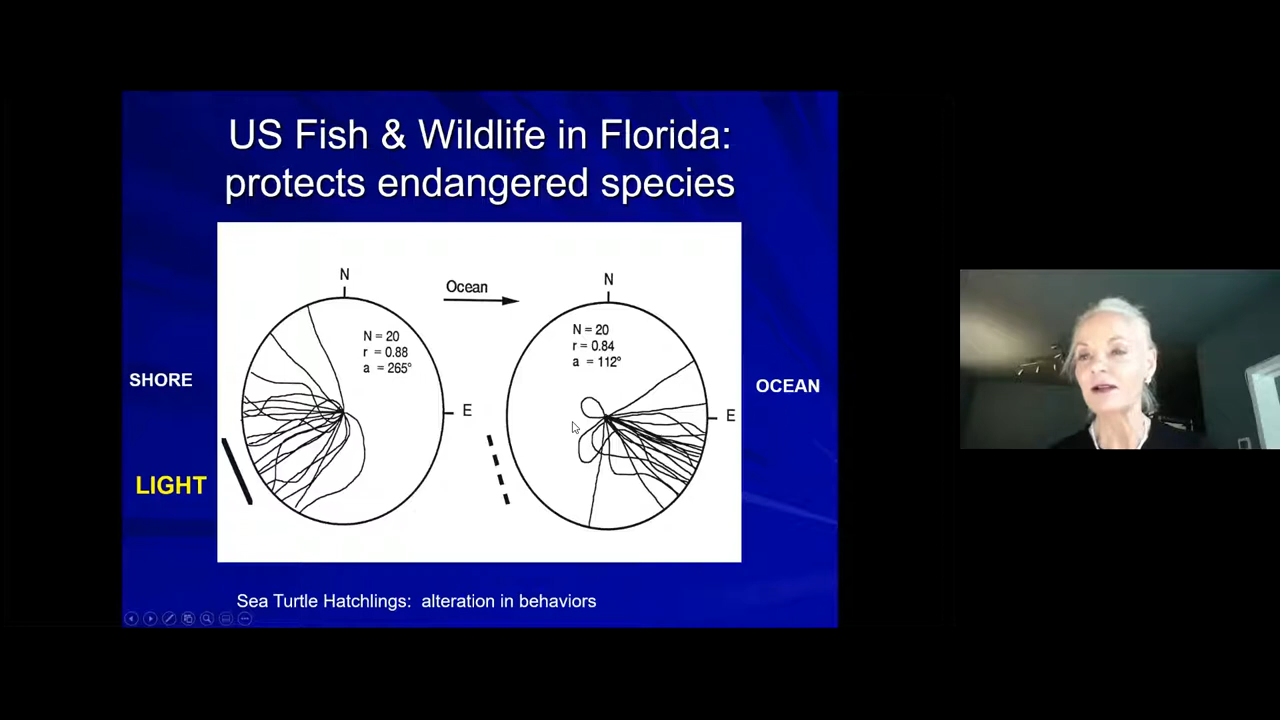 US Fish & Wildlife in Florida:
protects endangered species
N
Ocean
N
N = 20
r = 0.88
a = 265°
N = 20
r = 0.84
a = 112°
SHORE
OCEAN
E
E
LIGHT
Sea Turtle Hatchlings: alteration in behaviors